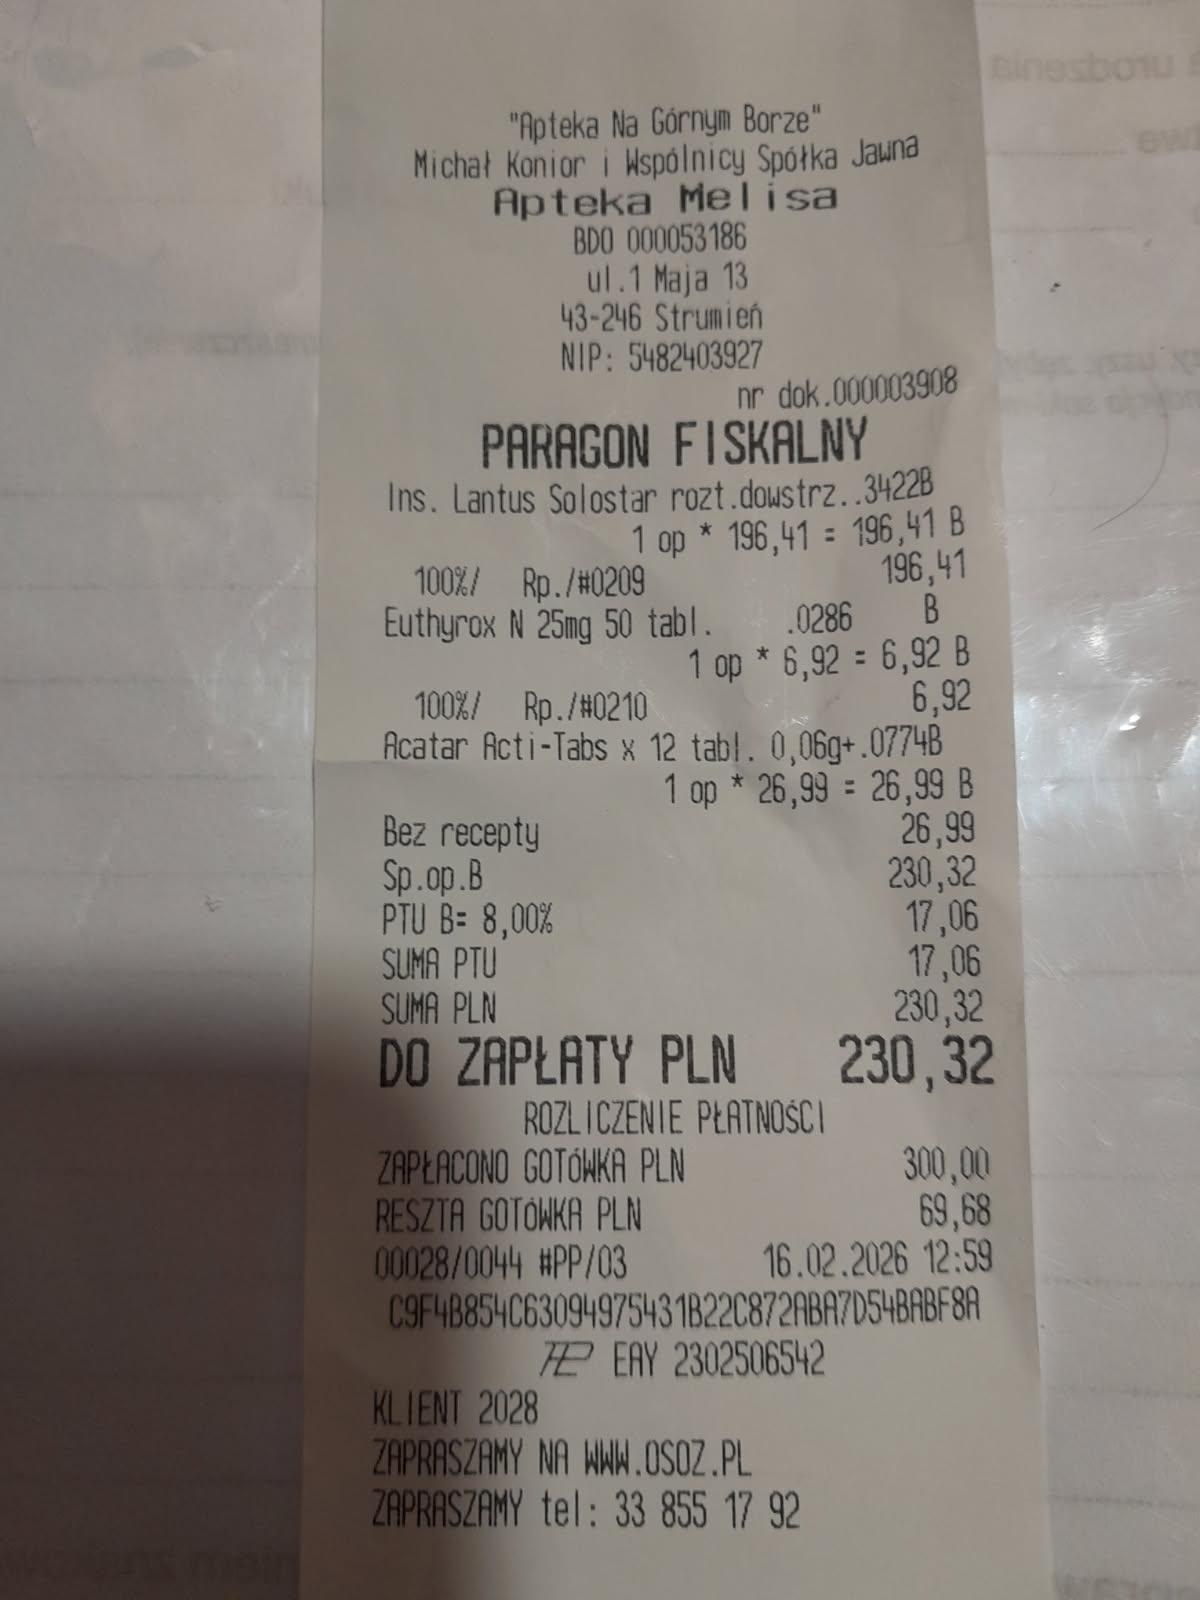 "Apteka Na Górnym Borze"
Michał Konior i Wspólnicy Spółka Jawna
Apteka Melisa
BDO 000053186
ul.1 Maja 13
43-246 Strumień
NIP: 5482403927
nr dok.000003908
PARAGON FISKALNY
Ins. Lantus Solostar rozt.dowstrz..3422B
1 op * 196,41 = 196,41 B
100%/ Rp./#0209 196,41
Euthyrox N 25mg 50 tabl. .0286 B
1 op * 6,92 = 6,92 B
100%/ Rp./#0210 6,92
Acatar Acti-Tabs x 12 tabl. 0,06g+.0774B
1 op * 26,99 = 26,99 B
Bez recepty 26,99
Sp.op.B 230,32
PTU B= 8,00% 17,06
SUMA PTU 17,06
SUMA PLN 230,32
DO ZAPŁATY PLN 230,32
ROZLICZENIE PŁATNOŚCI
ZAPŁACONO GOTÓWKA PLN 300,00
RESZTA GOTÓWKA PLN 69,68
00028/0044 #PP/03 16.02.2026 12:59
C9F4B854C63094975431B22C872ABA7D54BABF8A
EAY 2302506542
KLIENT 2028
ZAPRASZAMY NA WWW.OSOZ.PL
ZAPRASZAMY tel: 33 855 17 92